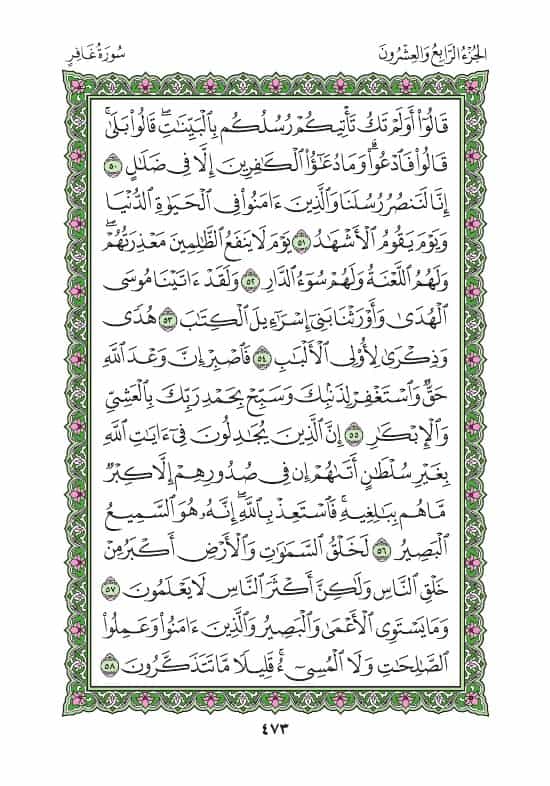 الجُزْءُ الرَّابِعُ وَالعِشْرُونَ
سُورَةُ غَافِرٍ
قَالُوٓاْ أَوَلَمْ تَكُ تَأْتِيكُمْ رُسُلُكُم بِٱلْبَيِّنَٰتِۖ قَالُواْ بَلَىٰۚ
قَالُواْ فَٱدْعُواْۗ وَمَا دُعَٰٓؤُاْ ٱلْكَٰفِرِينَ إِلَّا فِى ضَلَٰلٍ ٥٠
إِنَّا لَنَنصُرُ رُسُلَنَا وَٱلَّذِينَ ءَامَنُواْ فِى ٱلْحَيَوٰةِ ٱلدُّنْيَا
وَيَوْمَ يَقُومُ ٱلْأَشْهَٰدُ ٥١ يَوْمَ لَا يَنفَعُ ٱلظَّٰلِمِينَ مَعْذِرَتُهُمْۖ
وَلَهُمُ ٱللَّعْنَةُ وَلَهُمْ سُوٓءُ ٱلدَّارِ ٥٢ وَلَقَدْ ءَاتَيْنَا مُوسَى
ٱلْهُدَىٰ وَأَوْرَثْنَا بَنِىٓ إِسْرَٰٓءِيلَ ٱلْكِتَٰبَ ٥٣ هُدًى
وَذِكْرَىٰ لِأُوْلِى ٱلْأَلْبَٰبِ ٥٤ فَٱصْبِرْ إِنَّ وَعْدَ ٱللَّهِ
حَقٌّ وَٱسْتَغْفِرْ لِذَنۢبِكَ وَسَبِّحْ بِحَمْدِ رَبِّكَ بِٱلْعَشِىِّ
وَٱلْإِبْكَٰرِ ٥٥ إِنَّ ٱلَّذِينَ يُجَٰدِلُونَ فِىٓ ءَايَٰتِ ٱللَّهِ
بِغَيْرِ سُلْطَٰنٍ أَتَىٰهُمْ إِن فِى صُدُورِهِمْ إِلَّا كِبْرٌ
مَّا هُم بِبَٰلِغِيهِۚ فَٱسْتَعِذْ بِٱللَّهِۖ إِنَّهُۥ هُوَ ٱلسَّمِيعُ
ٱلْبَصِيرُ ٥٦ لَخَلْقُ ٱلسَّمَٰوَٰتِ وَٱلْأَرْضِ أَكْبَرُ مِنْ
خَلْقِ ٱلنَّاسِ وَلَٰكِنَّ أَكْثَرَ ٱلنَّاسِ لَا يَعْلَمُونَ ٥٧
وَمَا يَسْتَوِى ٱلْأَعْمَىٰ وَٱلْبَصِيرُ وَٱلَّذِينَ ءَامَنُواْ وَعَمِلُواْ
ٱلصَّٰلِحَٰتِ وَلَا ٱلْمُسِىٓءُۚ قَلِيلًا مَّا تَتَذَكَّرُونَ ٥٨
٤٧٣